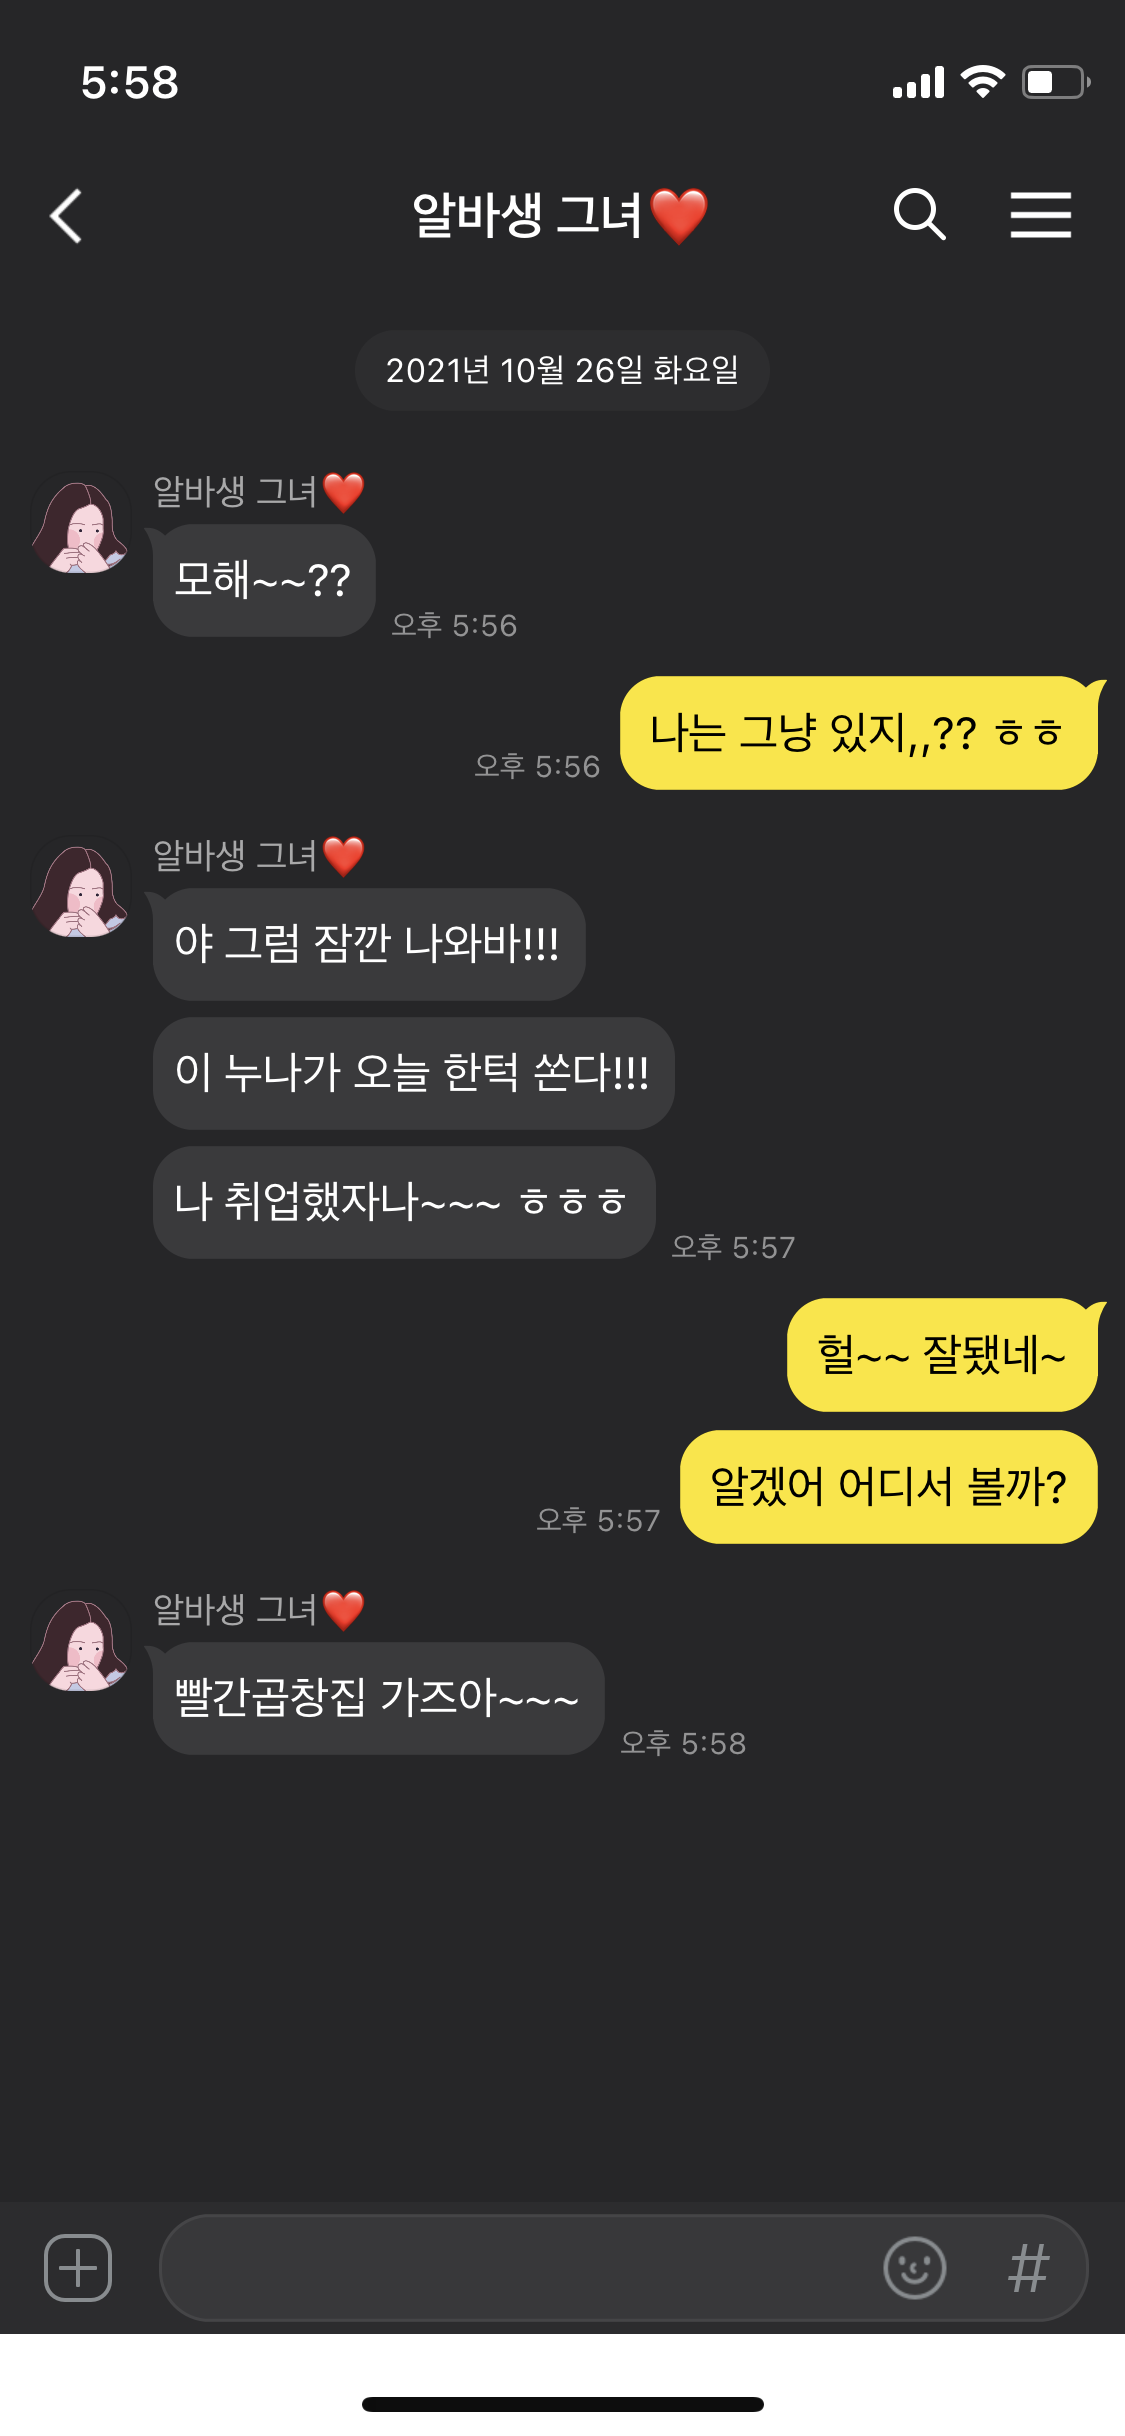 5:58
알바생 그녀❤️
2021년 10월 26일 화요일
알바생 그녀❤️
모해~~??
오후 5:56
나는 그냥 있지,,?? ㅎㅎ
오후 5:56
알바생 그녀❤️
야 그럼 잠깐 나와바!!!
이 누나가 오늘 한턱 쏜다!!!
나 취업했자나~~~ ㅎㅎㅎ
오후 5:57
헐~~ 잘됐네~
알겠어 어디서 볼까?
오후 5:57
알바생 그녀❤️
빨간곱창집 가즈아~~~
오후 5:58
#